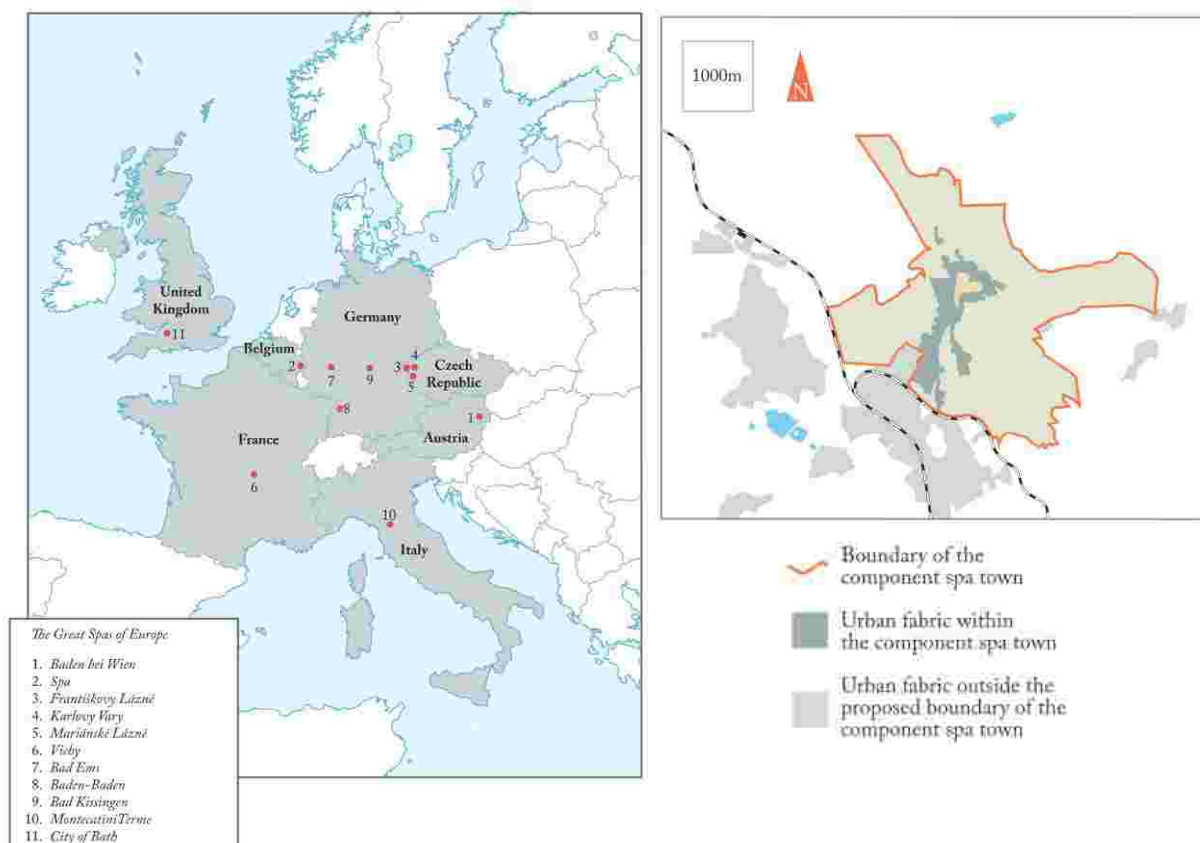 United
Kingdom
11
Belgium
2
Germany
7
9
3
4
5
Czech
Republic
8
1
Austria
France
6
10
Italy
The Great Spas of Europe
1. Baden bei Wien
2. Spa
3. Františkovy Lázně
4. Karlovy Vary
5. Mariánské Lázně
6. Vichy
7. Bad Ems
8. Baden-Baden
9. Bad Kissingen
10. MontecatiniTerme
11. City of Bath
1000m
N
Boundary of the
component spa town
Urban fabric within
the component spa town
Urban fabric outside the
proposed boundary of the
component spa town